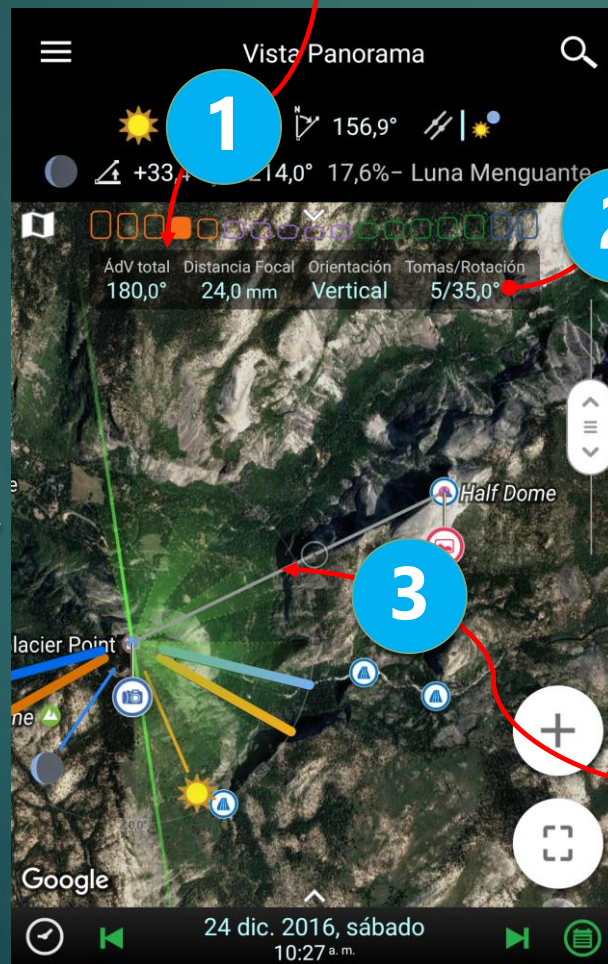 Vista Panorama
1
156,9°
+33,4
214,0° 17,6%- Luna Menguante
2
ÁdV total Distancia Focal Orientación Tomas/Rotación
180,0° 24,0 mm Vertical 5/35,0°
Half Dome
3
lacier Point
Google
24 dic. 2016, sábado
10:27 a. m.